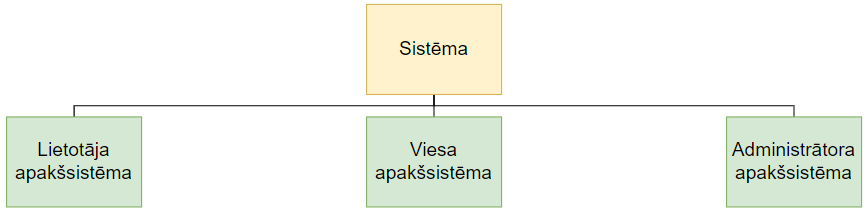 Sistēma
Lietotāja
apakšsistēma
Viesa
apakšsistēma
Administrātora
apakšsistēma